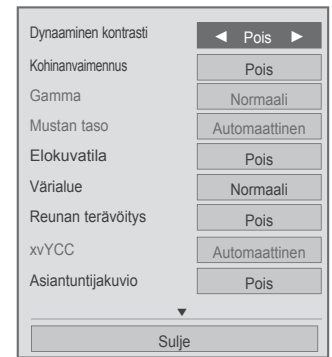 Dynaaminen kontrasti ◄ Pois ►
Kohinanvaimennus Pois
Gamma Normaali
Mustan taso Automaattinen
Elokuvatila Pois
Värialue Normaali
Reunan terävöitys Pois
xvYCC Automaattinen
Asiantuntijakuvio Pois
▼
Sulje